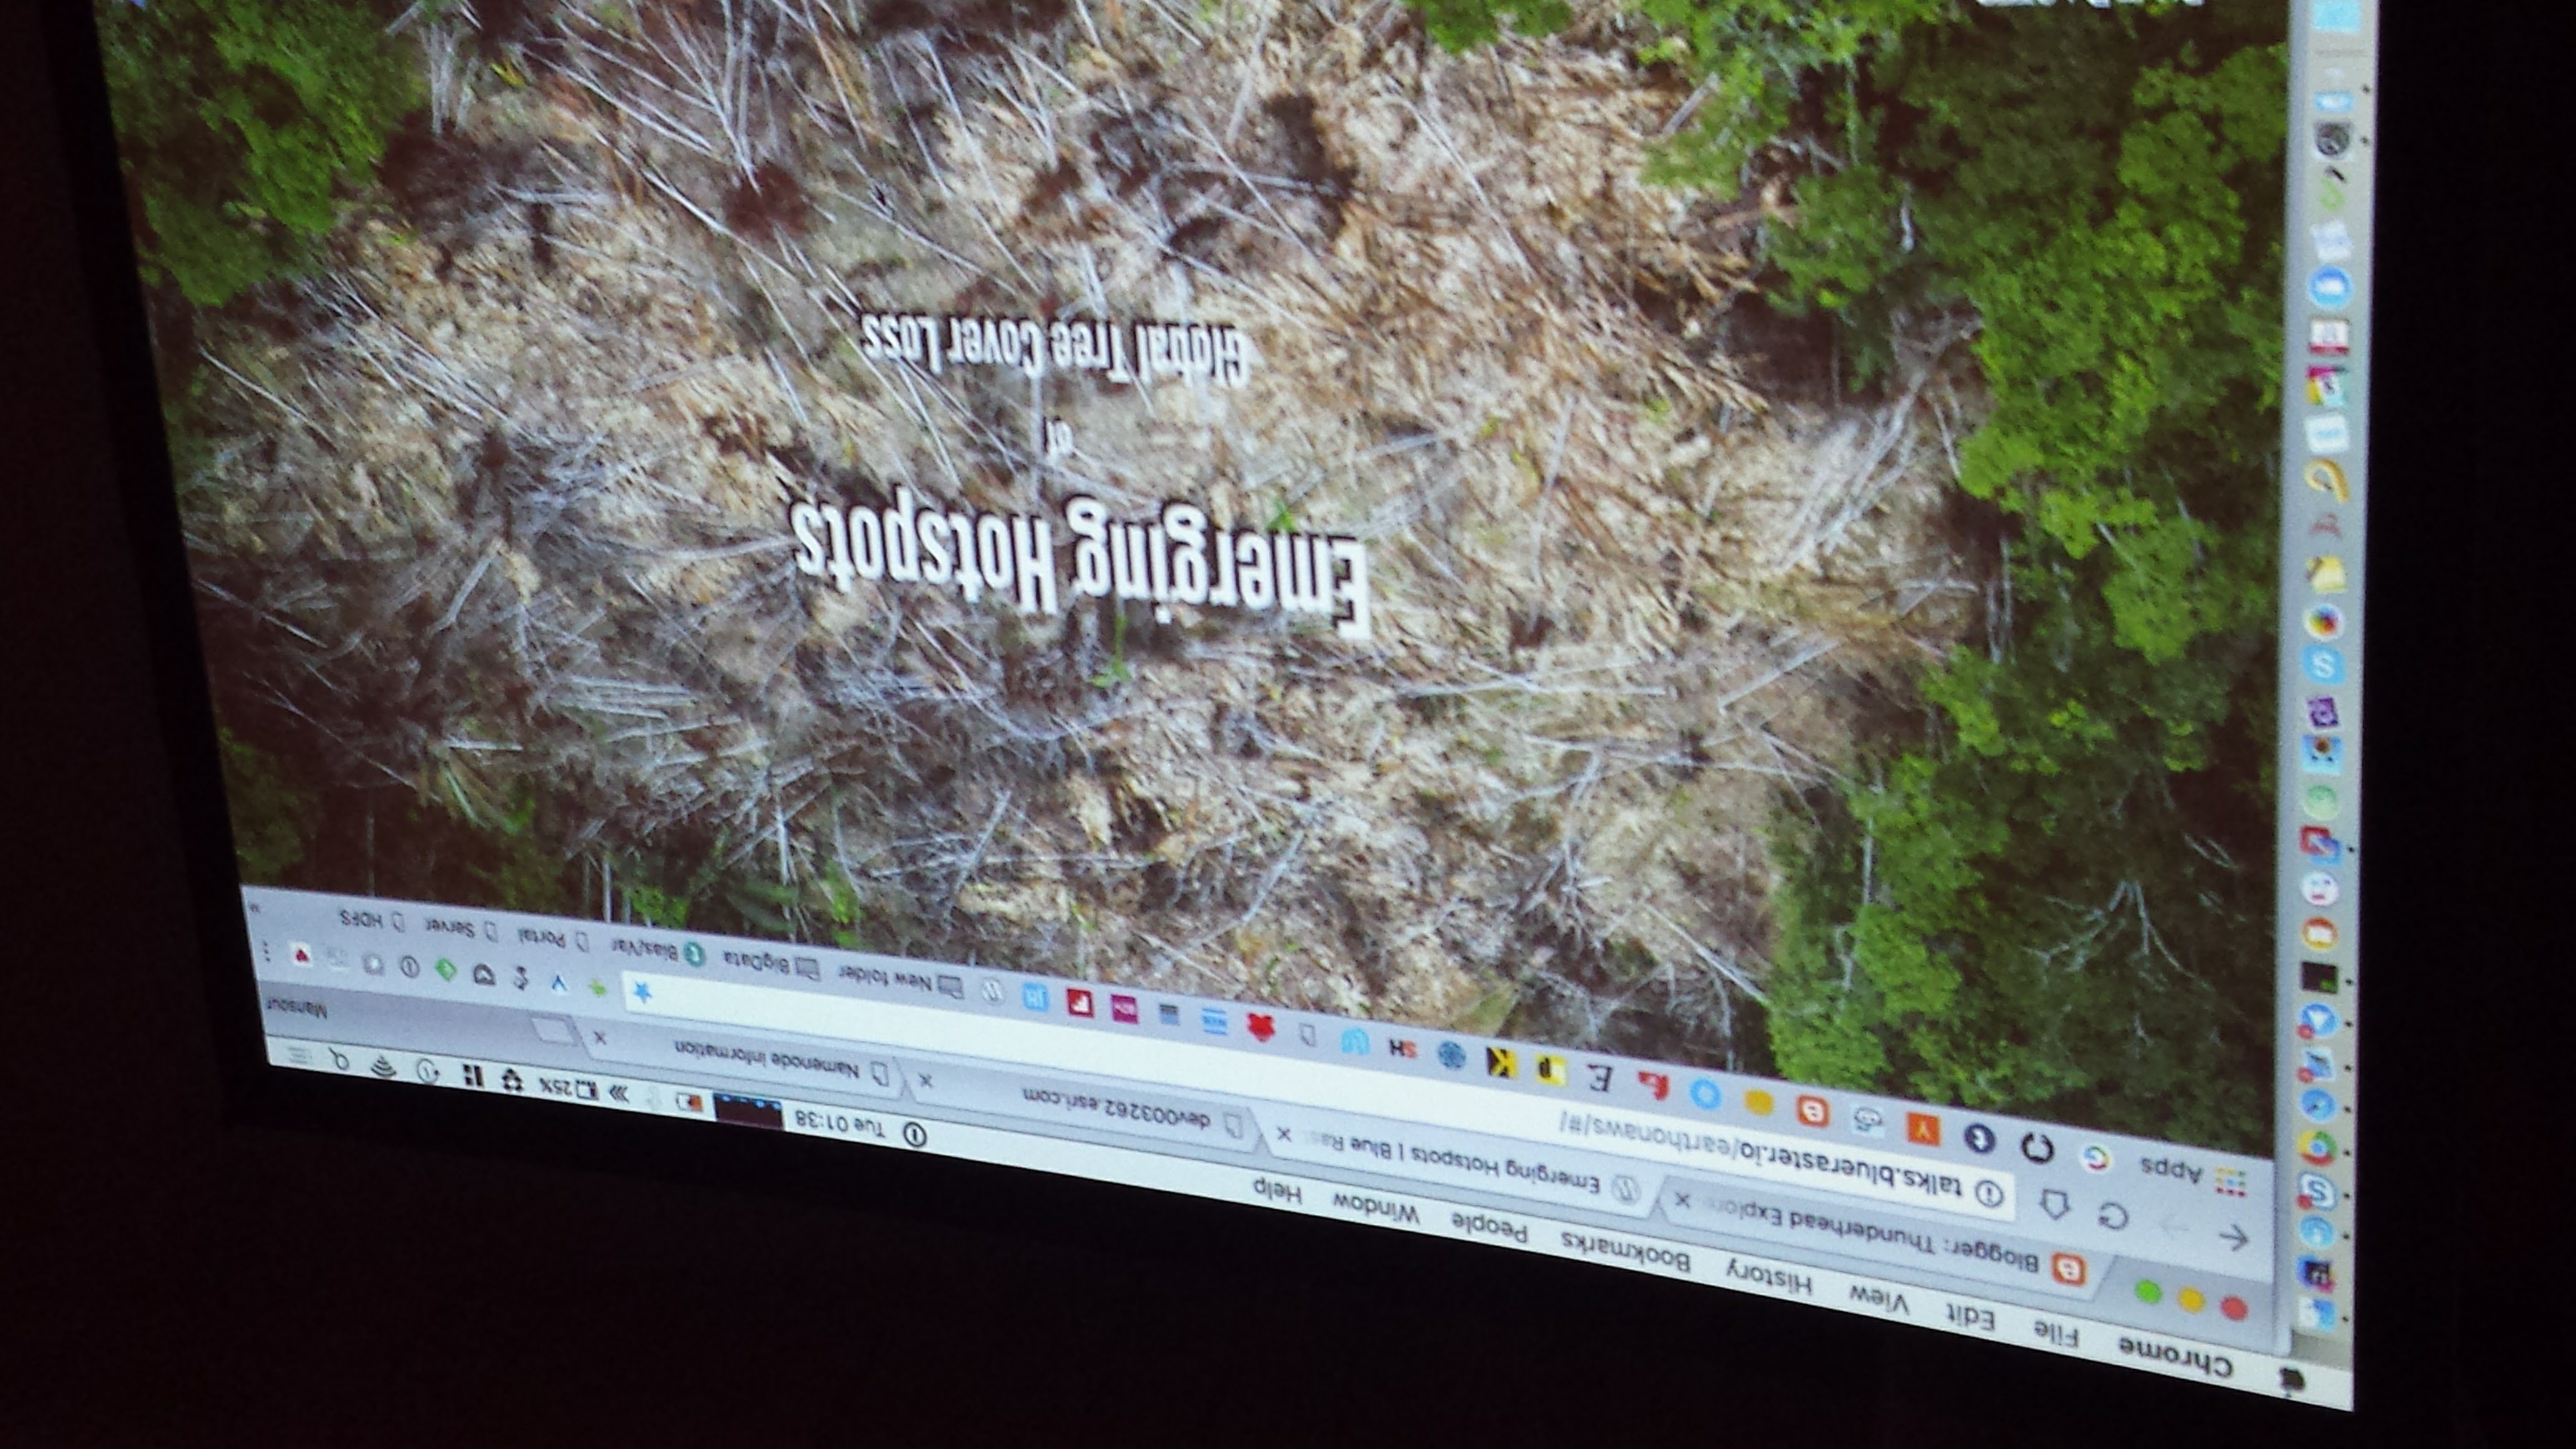 Chrome File Edit View History Bookmarks People Window Help
Tue 01:38 25%
Blogger: Thunderhead Explore
Emerging Hotspots | Blue Ras
dev003262.esri.com
Namenode information
Mansour
talks.blueraster.io/earthonaws/#/
Apps
New folder BigData Bias/Var Portal Server HDFS
Emerging Hotspots
of
Global Tree Cover Loss